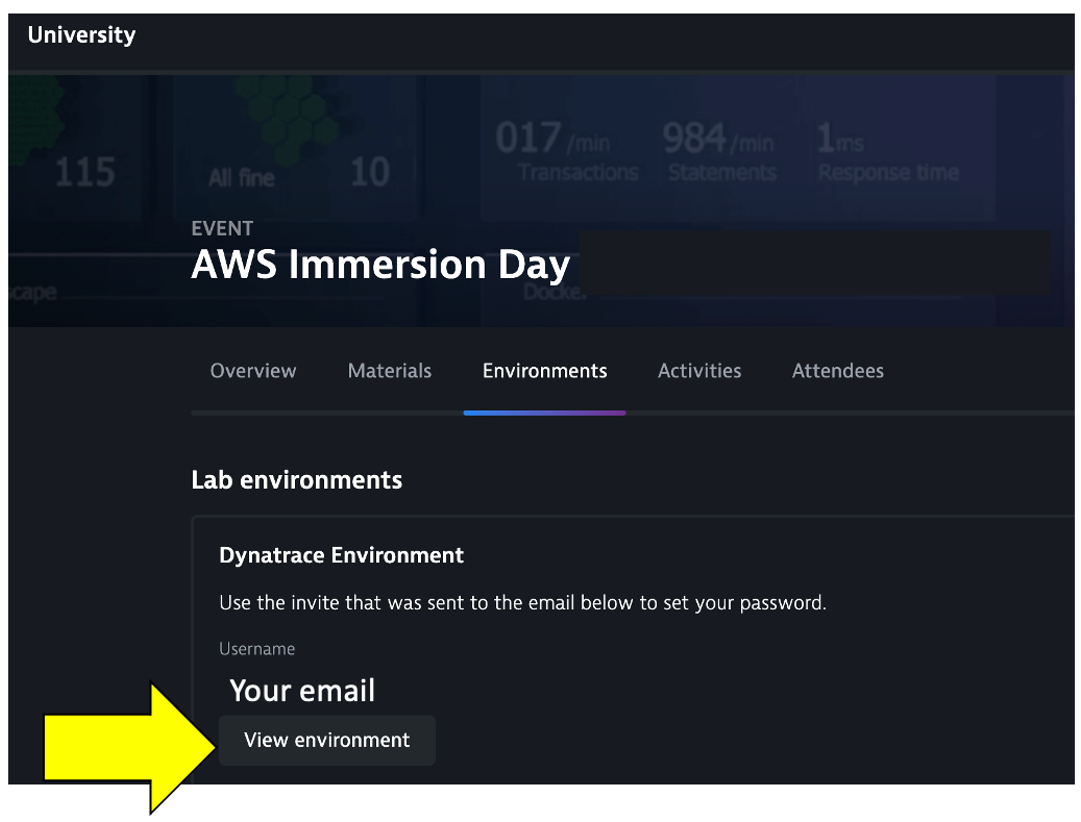 University
017 /min 984 /min 1ms
115 All fine 10 Transactions Statements Response time
EVENT
AWS Immersion Day
Overview Materials Environments Activities Attendees
Lab environments
Dynatrace Environment
Use the invite that was sent to the email below to set your password.
Username
Your email
View environment